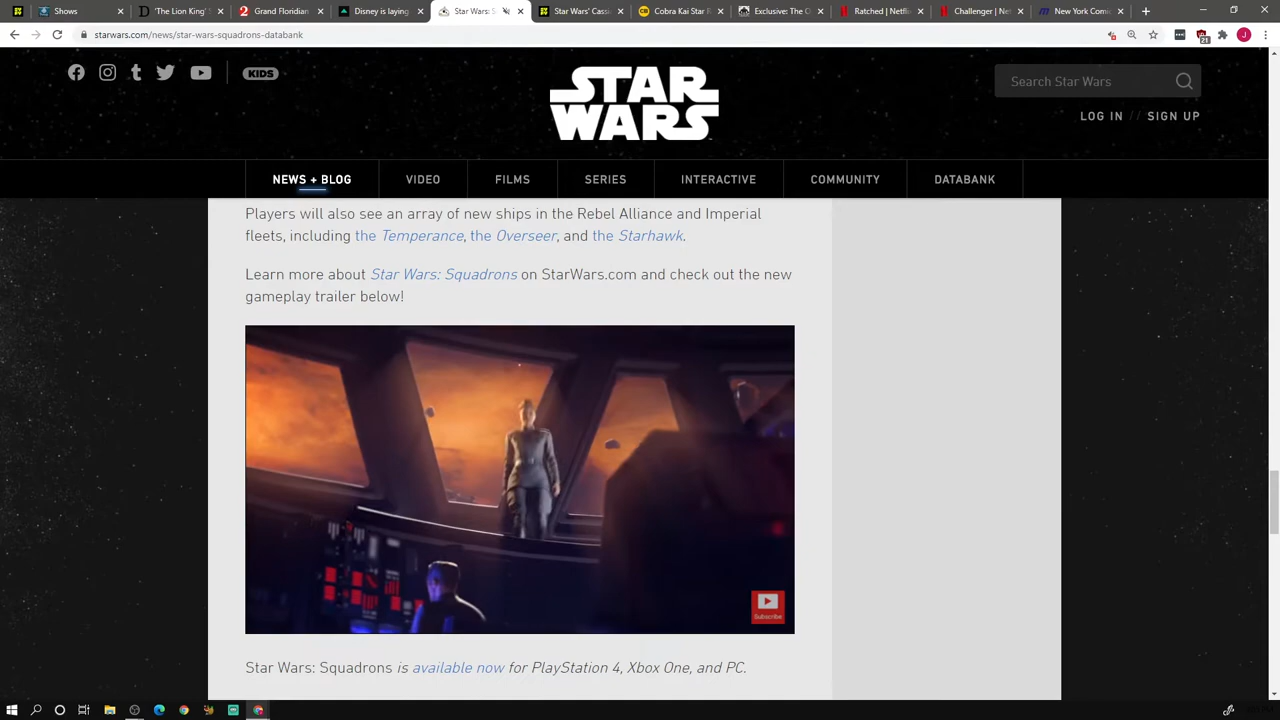 Shows
'The Lion King'
Grand Floridian
Disney is laying
Star Wars: S
Star Wars' Cassia
Cobra Kai Star R
Exclusive: The O
Ratched | Netfli
Challenger | Net
New York Comic
starwars.com/news/star-wars-squadrons-databank
21
J
KIDS
STAR
WARS
Search Star Wars
LOG IN // SIGN UP
NEWS + BLOG
VIDEO
FILMS
SERIES
INTERACTIVE
COMMUNITY
DATABANK
Players will also see an array of new ships in the Rebel Alliance and Imperial
fleets, including the Temperance, the Overseer, and the Starhawk.
Learn more about Star Wars: Squadrons on StarWars.com and check out the new
gameplay trailer below!
Subscribe
Star Wars: Squadrons is available now for PlayStation 4, Xbox One, and PC.